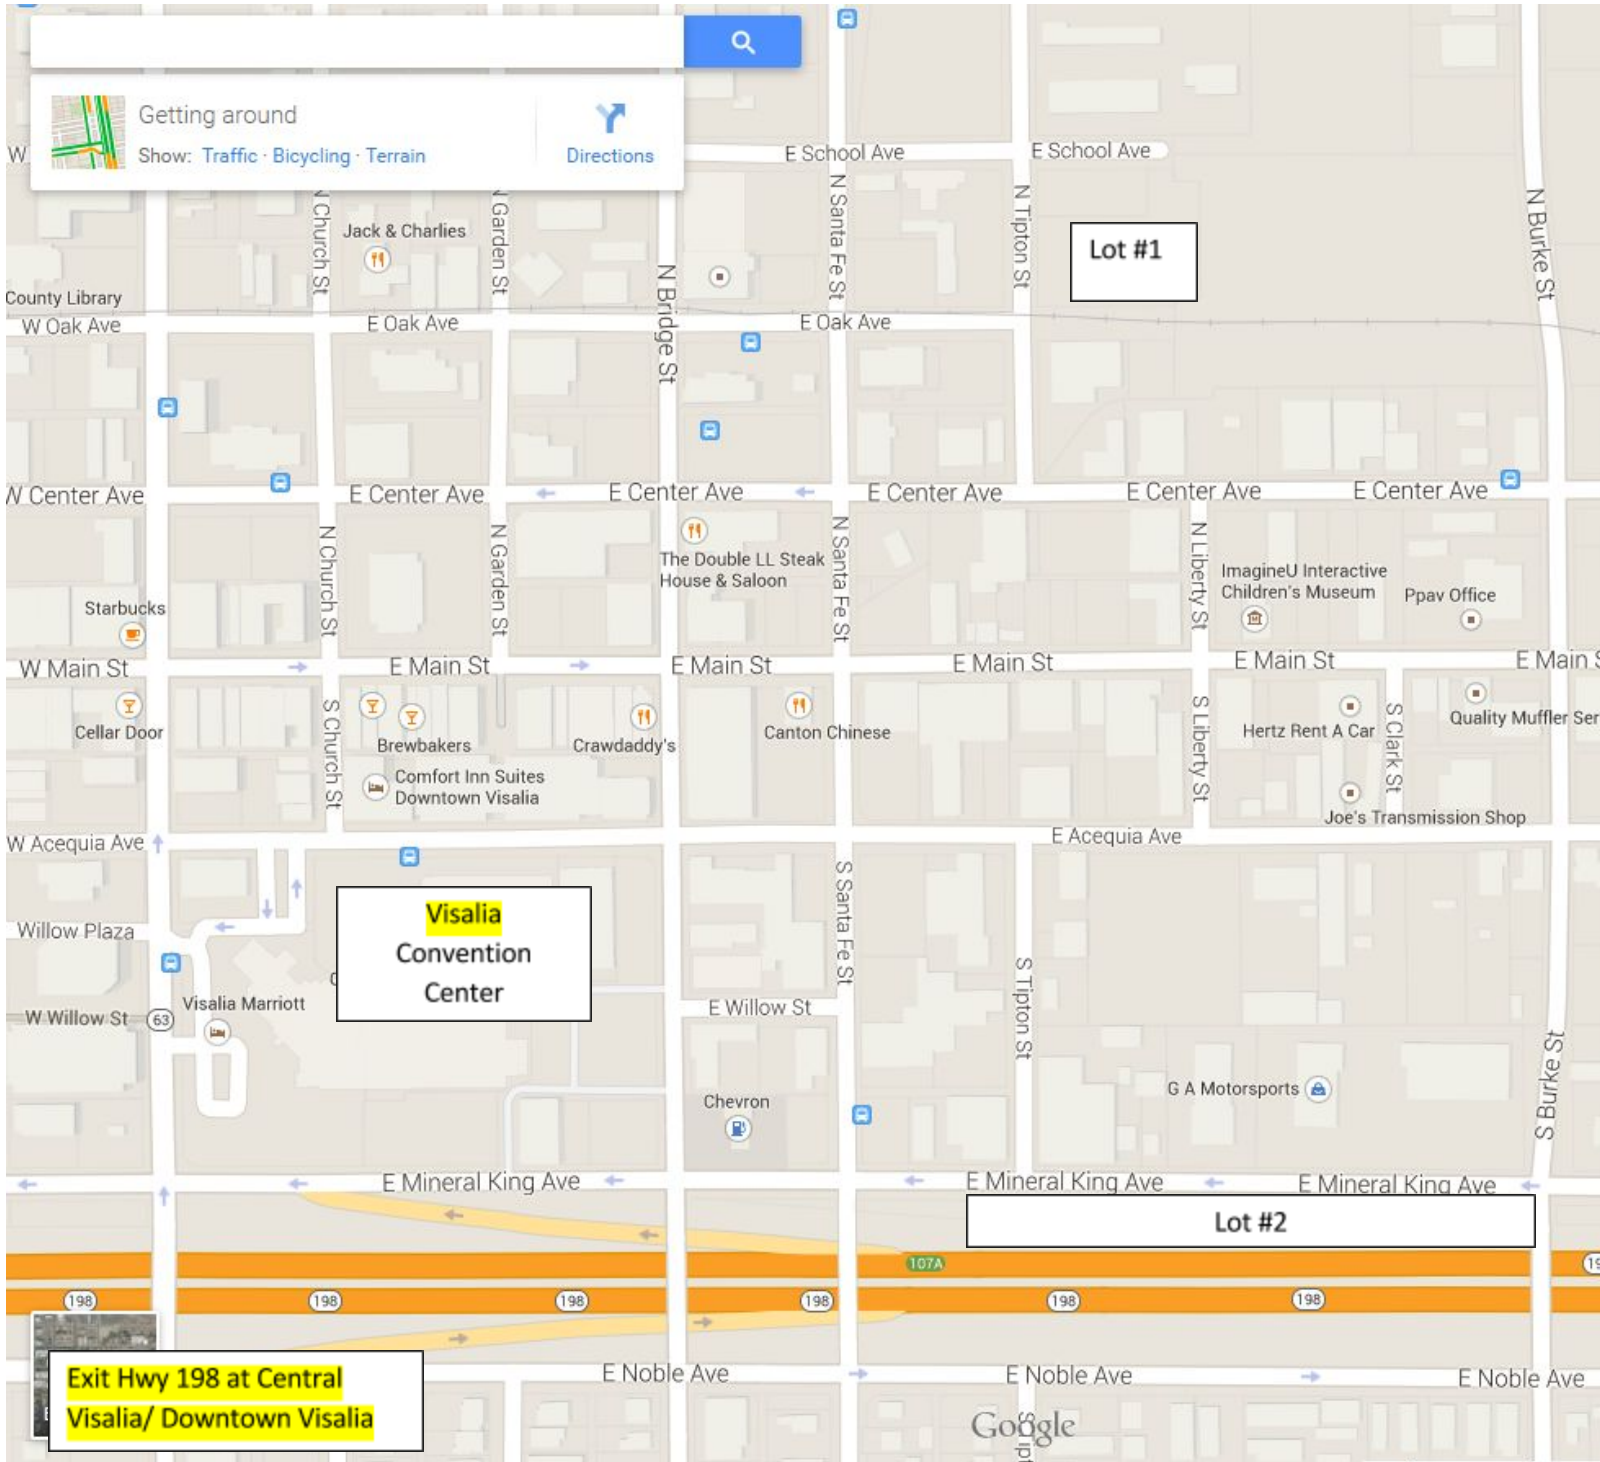 Getting around
Show: Traffic · Bicycling · Terrain
Directions
W
E School Ave
E School Ave
N Church St
N Garden St
N Bridge St
N Santa Fe St
N Tipton St
N Burke St
Jack & Charlies
Lot #1
County Library
W Oak Ave
E Oak Ave
E Oak Ave
W Center Ave
E Center Ave
E Center Ave
E Center Ave
E Center Ave
E Center Ave
N Church St
N Garden St
N Santa Fe St
N Liberty St
The Double LL Steak
House & Saloon
ImagineU Interactive
Children's Museum
Ppav Office
Starbucks
W Main St
E Main St
E Main St
E Main St
E Main St
E Main S
Cellar Door
S Church St
Brewbakers
Crawdaddy's
Canton Chinese
S Liberty St
Hertz Rent A Car
S Clark St
Quality Muffler Ser
Comfort Inn Suites
Downtown Visalia
Joe's Transmission Shop
W Acequia Ave
E Acequia Ave
Visalia
Convention
Center
S Santa Fe St
Willow Plaza
S Tipton St
Visalia Marriott
W Willow St
63
E Willow St
S Burke St
G A Motorsports
Chevron
E Mineral King Ave
E Mineral King Ave
E Mineral King Ave
Lot #2
107A
19
198
198
198
198
198
198
Exit Hwy 198 at Central
Visalia/ Downtown Visalia
E Noble Ave
E Noble Ave
E Noble Ave
Google